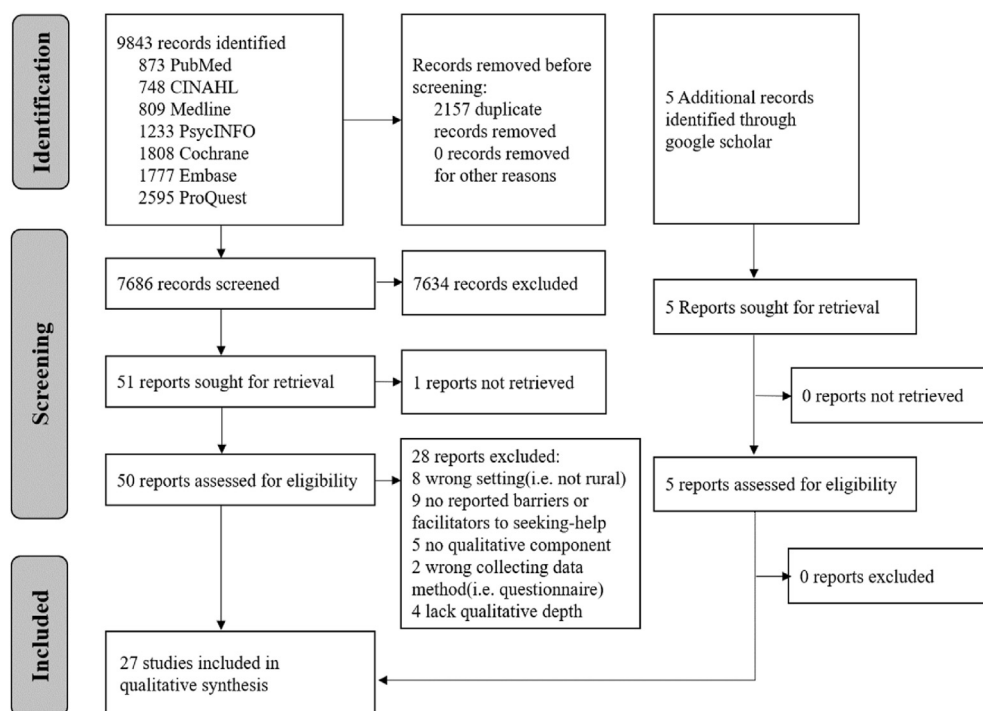 Identification
9843 records identified
873 PubMed
748 CINAHL
809 Medline
1233 PsycINFO
1808 Cochrane
1777 Embase
2595 ProQuest
Records removed before
screening:
2157 duplicate
records removed
0 records removed
for other reasons
5 Additional records
identified through
google scholar
Screening
7686 records screened
7634 records excluded
5 Reports sought for retrieval
51 reports sought for retrieval
1 reports not retrieved
0 reports not retrieved
50 reports assessed for eligibility
28 reports excluded:
8 wrong setting(i.e. not rural)
9 no reported barriers or
facilitators to seeking-help
5 no qualitative component
2 wrong collecting data
method(i.e. questionnaire)
4 lack qualitative depth
5 reports assessed for eligibility
0 reports excluded
Included
27 studies included in
qualitative synthesis